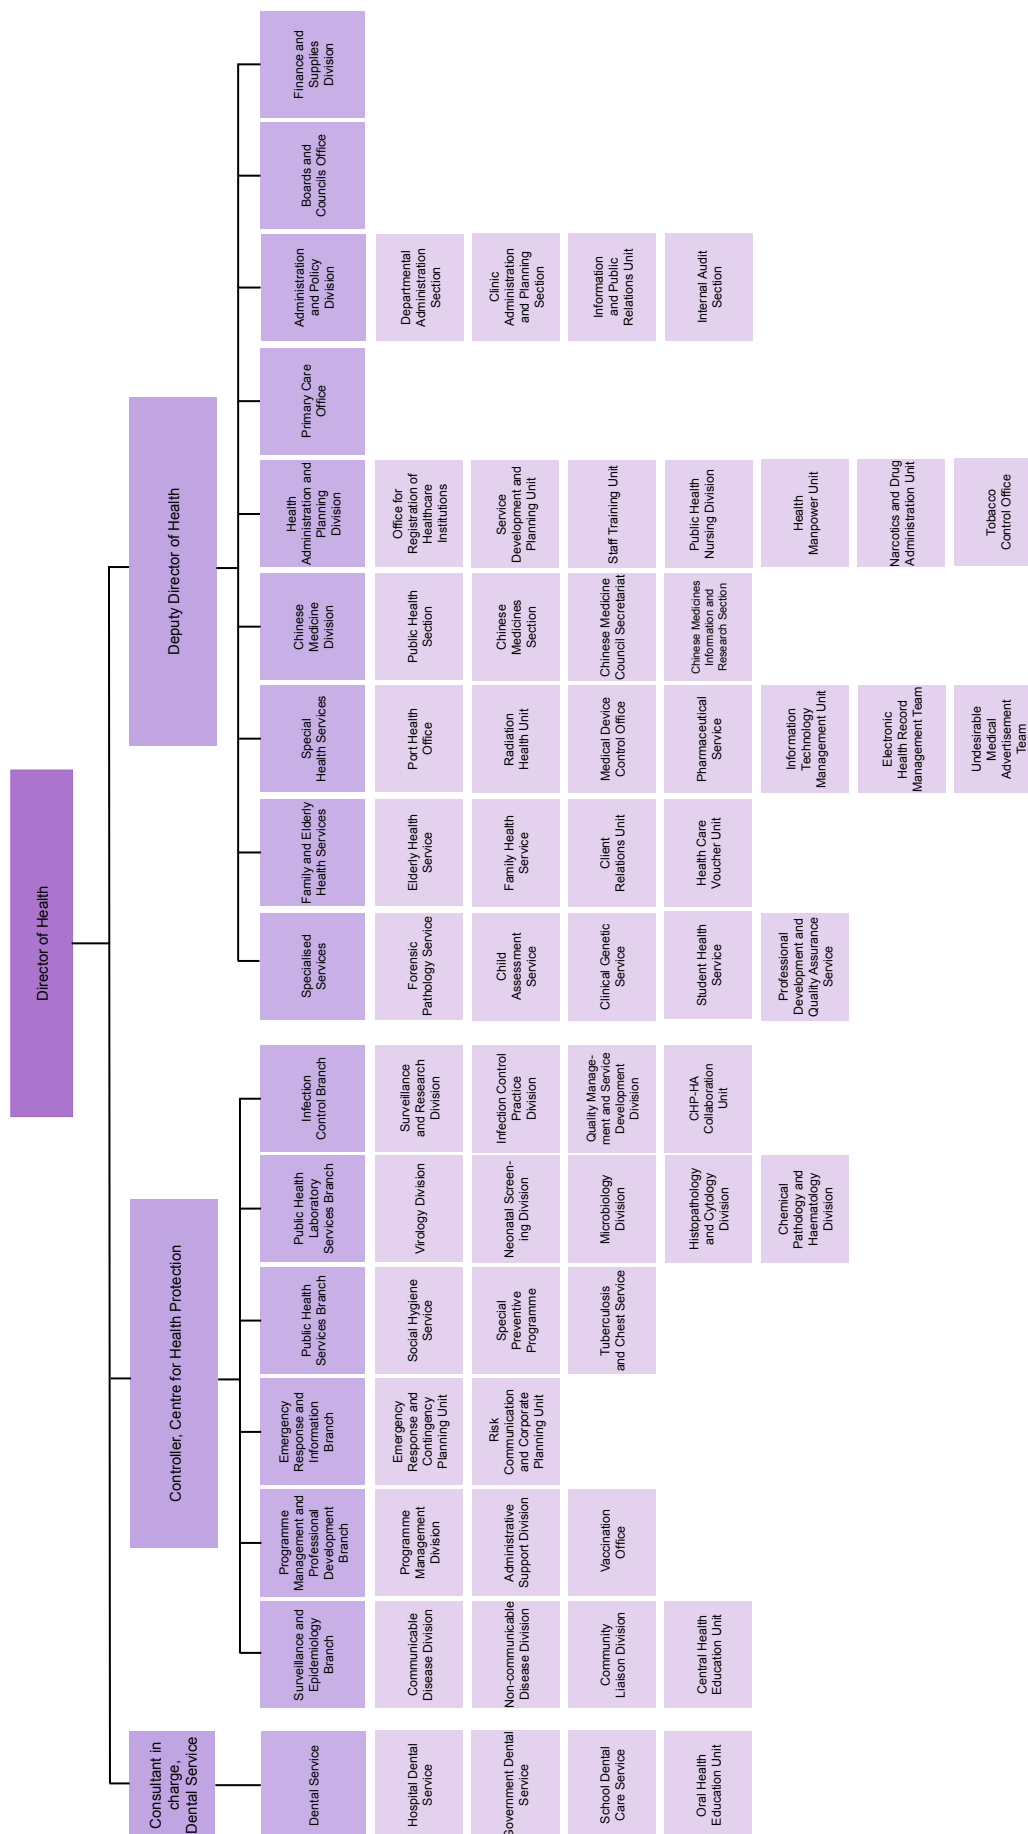 Director of Health
Consultant in
charge,
Dental Service
Controller, Centre for Health Protection
Deputy Director of Health
Dental Service
Hospital Dental
Service
Government Dental
Service
School Dental
Care Service
Oral Health
Education Unit
Surveillance and
Epidemiology
Branch
Communicable
Disease Division
Non-communicable
Disease Division
Community
Liaison Division
Central Health
Education Unit
Programme
Management and
Professional
Development
Branch
Programme
Management
Division
Administrative
Support Division
Vaccination
Office
Emergency
Response and
Information
Branch
Emergency
Response and
Contingency
Planning Unit
Risk
Communication
and Corporate
Planning Unit
Public Health
Services Branch
Social Hygiene
Service
Special
Preventive
Programme
Tuberculosis
and Chest Service
Public Health
Laboratory
Services Branch
Virology Division
Neonatal Screen-
ing Division
Microbiology
Division
Histopathology
and Cytology
Division
Chemical
Pathology and
Haematology
Division
Infection
Control Branch
Surveillance
and Research
Division
Infection Control
Practice
Division
Quality Manage-
ment and Service
Development
Division
CHP-HA
Collaboration
Unit
Specialised
Services
Forensic
Pathology Service
Child
Assessment
Service
Clinical Genetic
Service
Student Health
Service
Professional
Development and
Quality Assurance
Service
Family and Elderly
Health Services
Elderly Health
Service
Family Health
Service
Client
Relations Unit
Health Care
Voucher Unit
Special
Health Services
Port Health
Office
Radiation
Health Unit
Medical Device
Control Office
Pharmaceutical
Service
Information
Technology
Management Unit
Electronic
Health Record
Management Team
Undesirable
Medical
Advertisement
Team
Chinese
Medicine
Division
Public Health
Section
Chinese
Medicines
Section
Chinese Medicine
Council Secretariat
Chinese Medicines
Information and
Research Section
Health
Administration and
Planning
Division
Office for
Registration of
Healthcare
Institutions
Service
Development and
Planning Unit
Staff Training Unit
Public Health
Nursing Division
Health
Manpower Unit
Narcotics and Drug
Administration Unit
Tobacco
Control Office
Primary Care
Office
Administration
and Policy
Division
Departmental
Administration
Section
Clinic
Administration
and Planning
Section
Information
and Public
Relations Unit
Internal Audit
Section
Boards and
Councils Office
Finance and
Supplies
Division